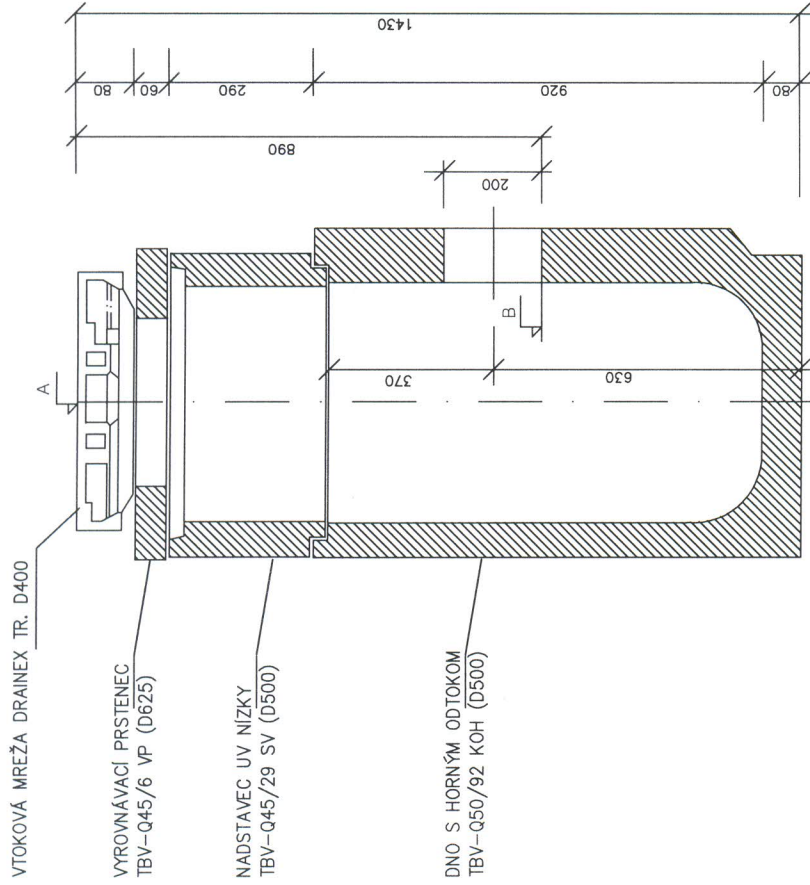 VTOKOVÁ MREŽA DRAINEX TR. D400
VYROVNÁVACÍ PRSTENEC
TBV-Q45/6 VP (D625)
NADSTAVEC UV NÍZKY
TBV-Q45/29 SV (D500)
DNO S HORNÝM ODTOKOM
TBV-Q50/92 KOH (D500)
A
B
370
630
200
890
80
60
290
920
80
1430